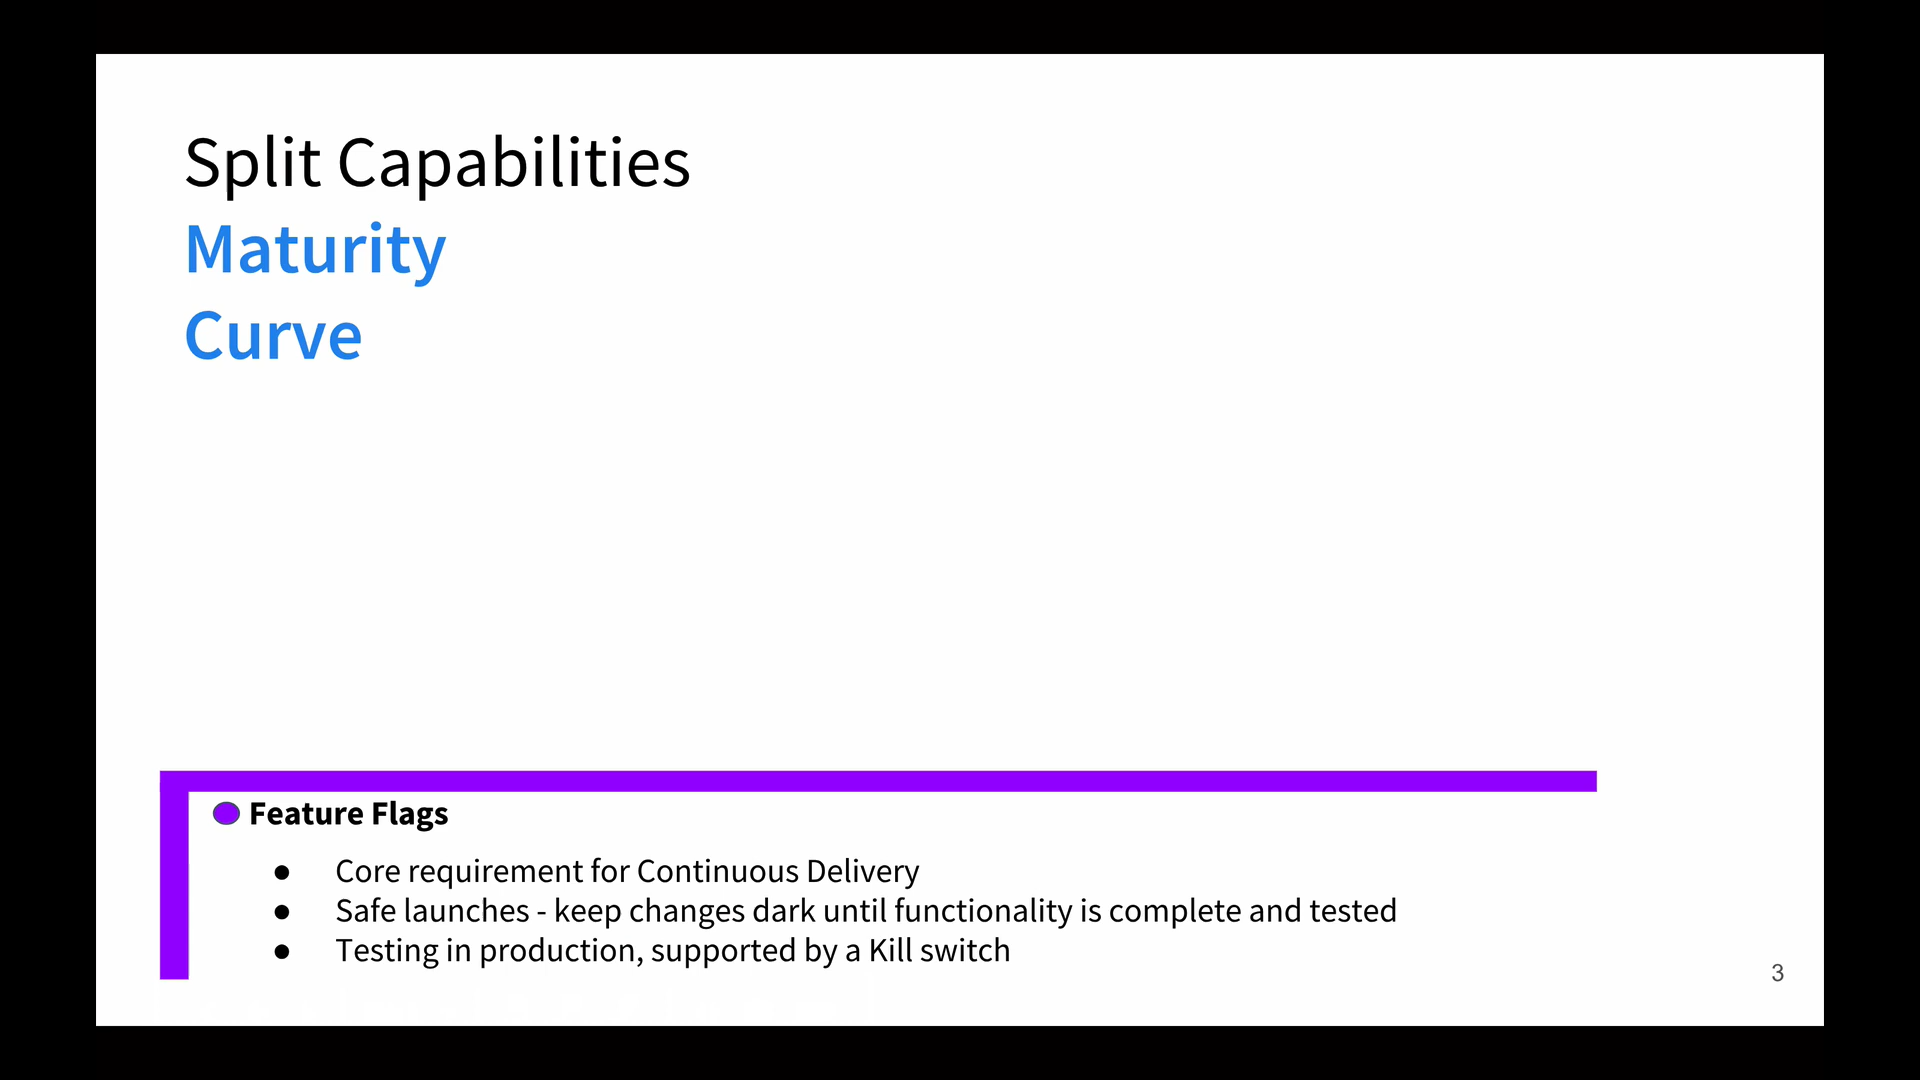 Split Capabilities
Maturity
Curve
Feature Flags
● Core requirement for Continuous Delivery
● Safe launches - keep changes dark until functionality is complete and tested
● Testing in production, supported by a Kill switch
3